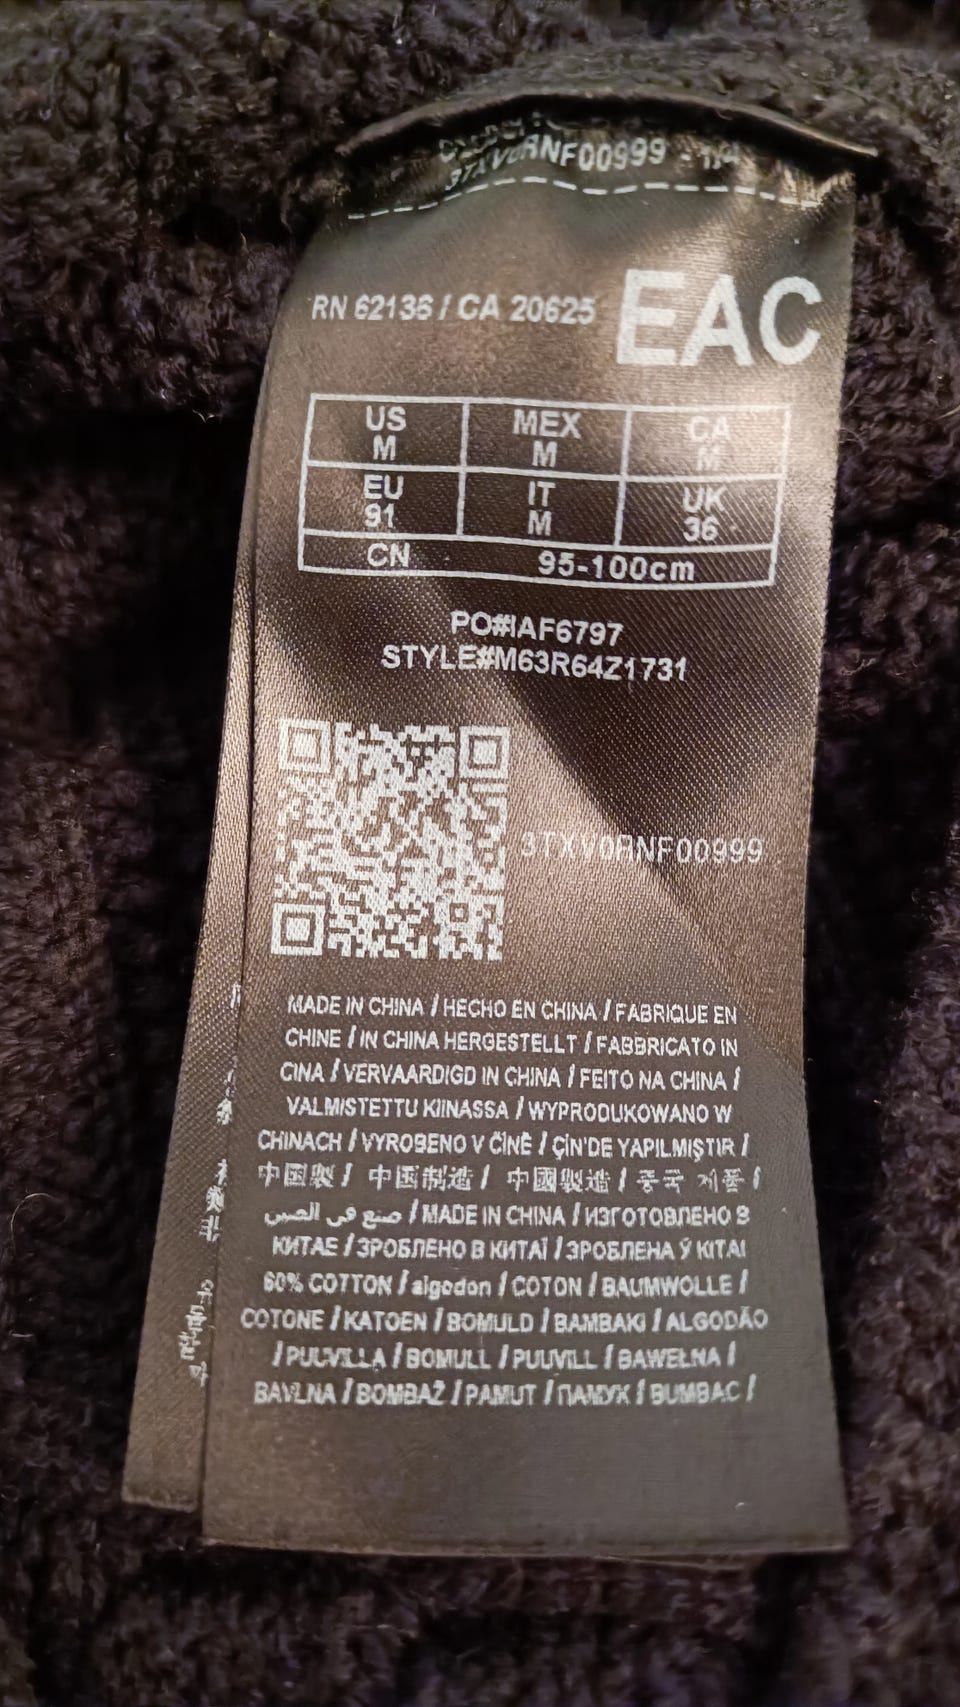 3TXV0RNF00999
RN 62136 / CA 20625
EAC
US MEX CA
M M M
EU IT UK
91 M 36
CN 95-100cm
PO#IAF6797
STYLE#M63R64Z1731
3TXV0RNF00999
MADE IN CHINA / HECHO EN CHINA / FABRIQUE EN
CHINE / IN CHINA HERGESTELLT / FABBRICATO IN
CINA / VERVAARDIGD IN CHINA / FEITO NA CHINA /
VALMISTETTU KIINASSA / WYPRODUKOWANO W
CHINACH / VYROBENO V ČÍNĚ / ÇİN'DE YAPILMIŞTIR /
中国製 / 中国制造 / 中國製造 / 중국 제품 /
صنع في الصين / MADE IN CHINA / ИЗГОТОВЛЕНО В
КИТАЕ / ЗРОБЛЕНО В КИТАЇ / ЗРОБЛЕНА Ў KITAI
60% COTTON / algodon / COTON / BAUMWOLLE /
COTONE / KATOEN / BOMULD / BAMBAKI / ALGODÃO
/ PUUVILLA / BOMULL / PUUVILL / BAWEŁNA /
BAVLNA / BOMBAŽ / PAMUT / ПАМУК / BUMBAC /